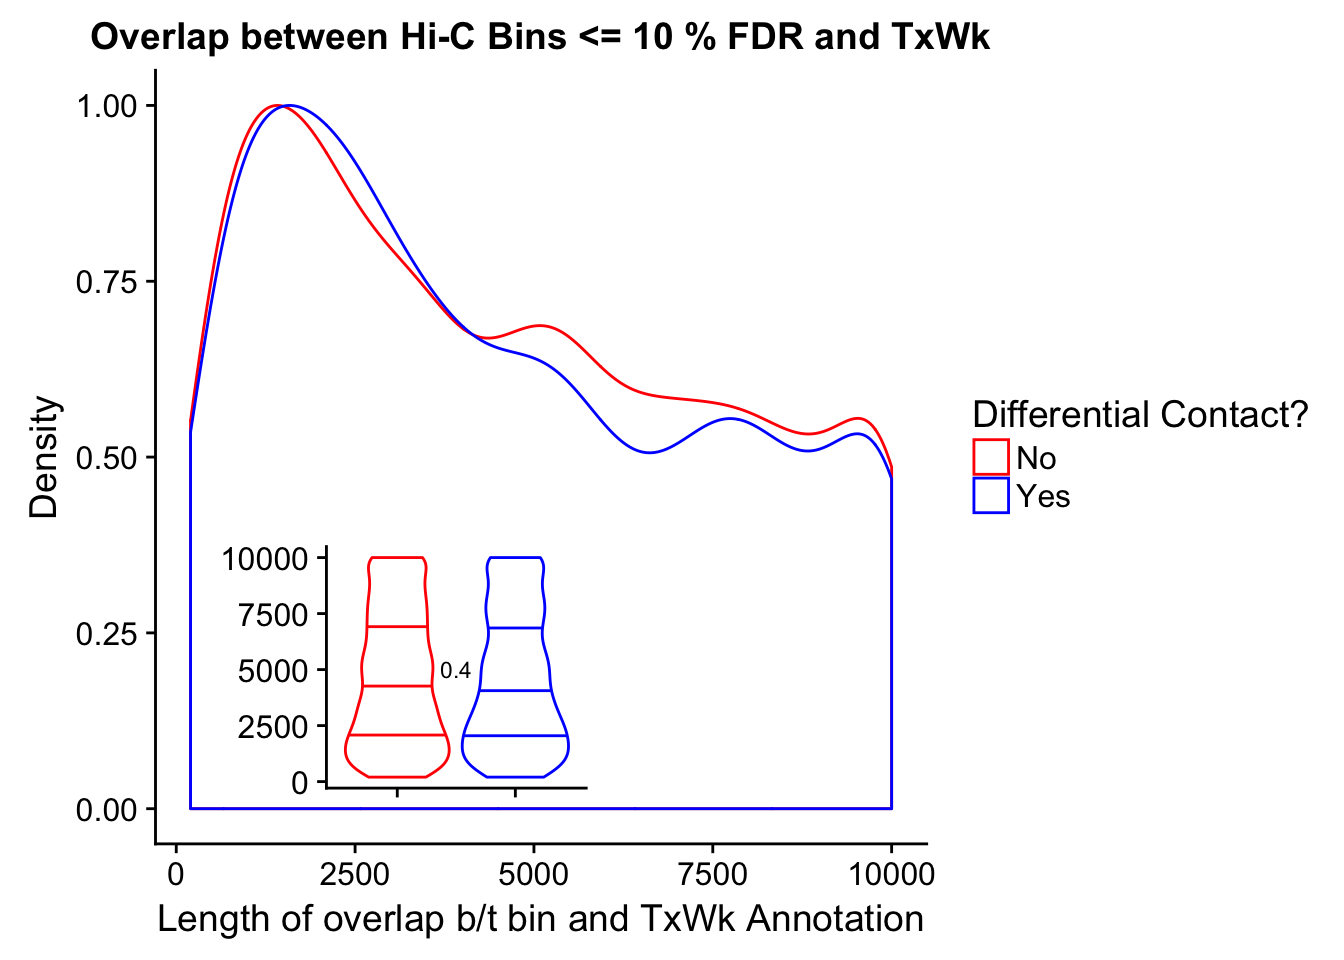 Overlap between Hi-C Bins <= 10 % FDR and TxWk
1.00
0.75
0.50
0.25
0.00
Density
10000
7500
5000
2500
0
0.4
0 2500 5000 7500 10000
Length of overlap b/t bin and TxWk Annotation
Differential Contact?
No
Yes